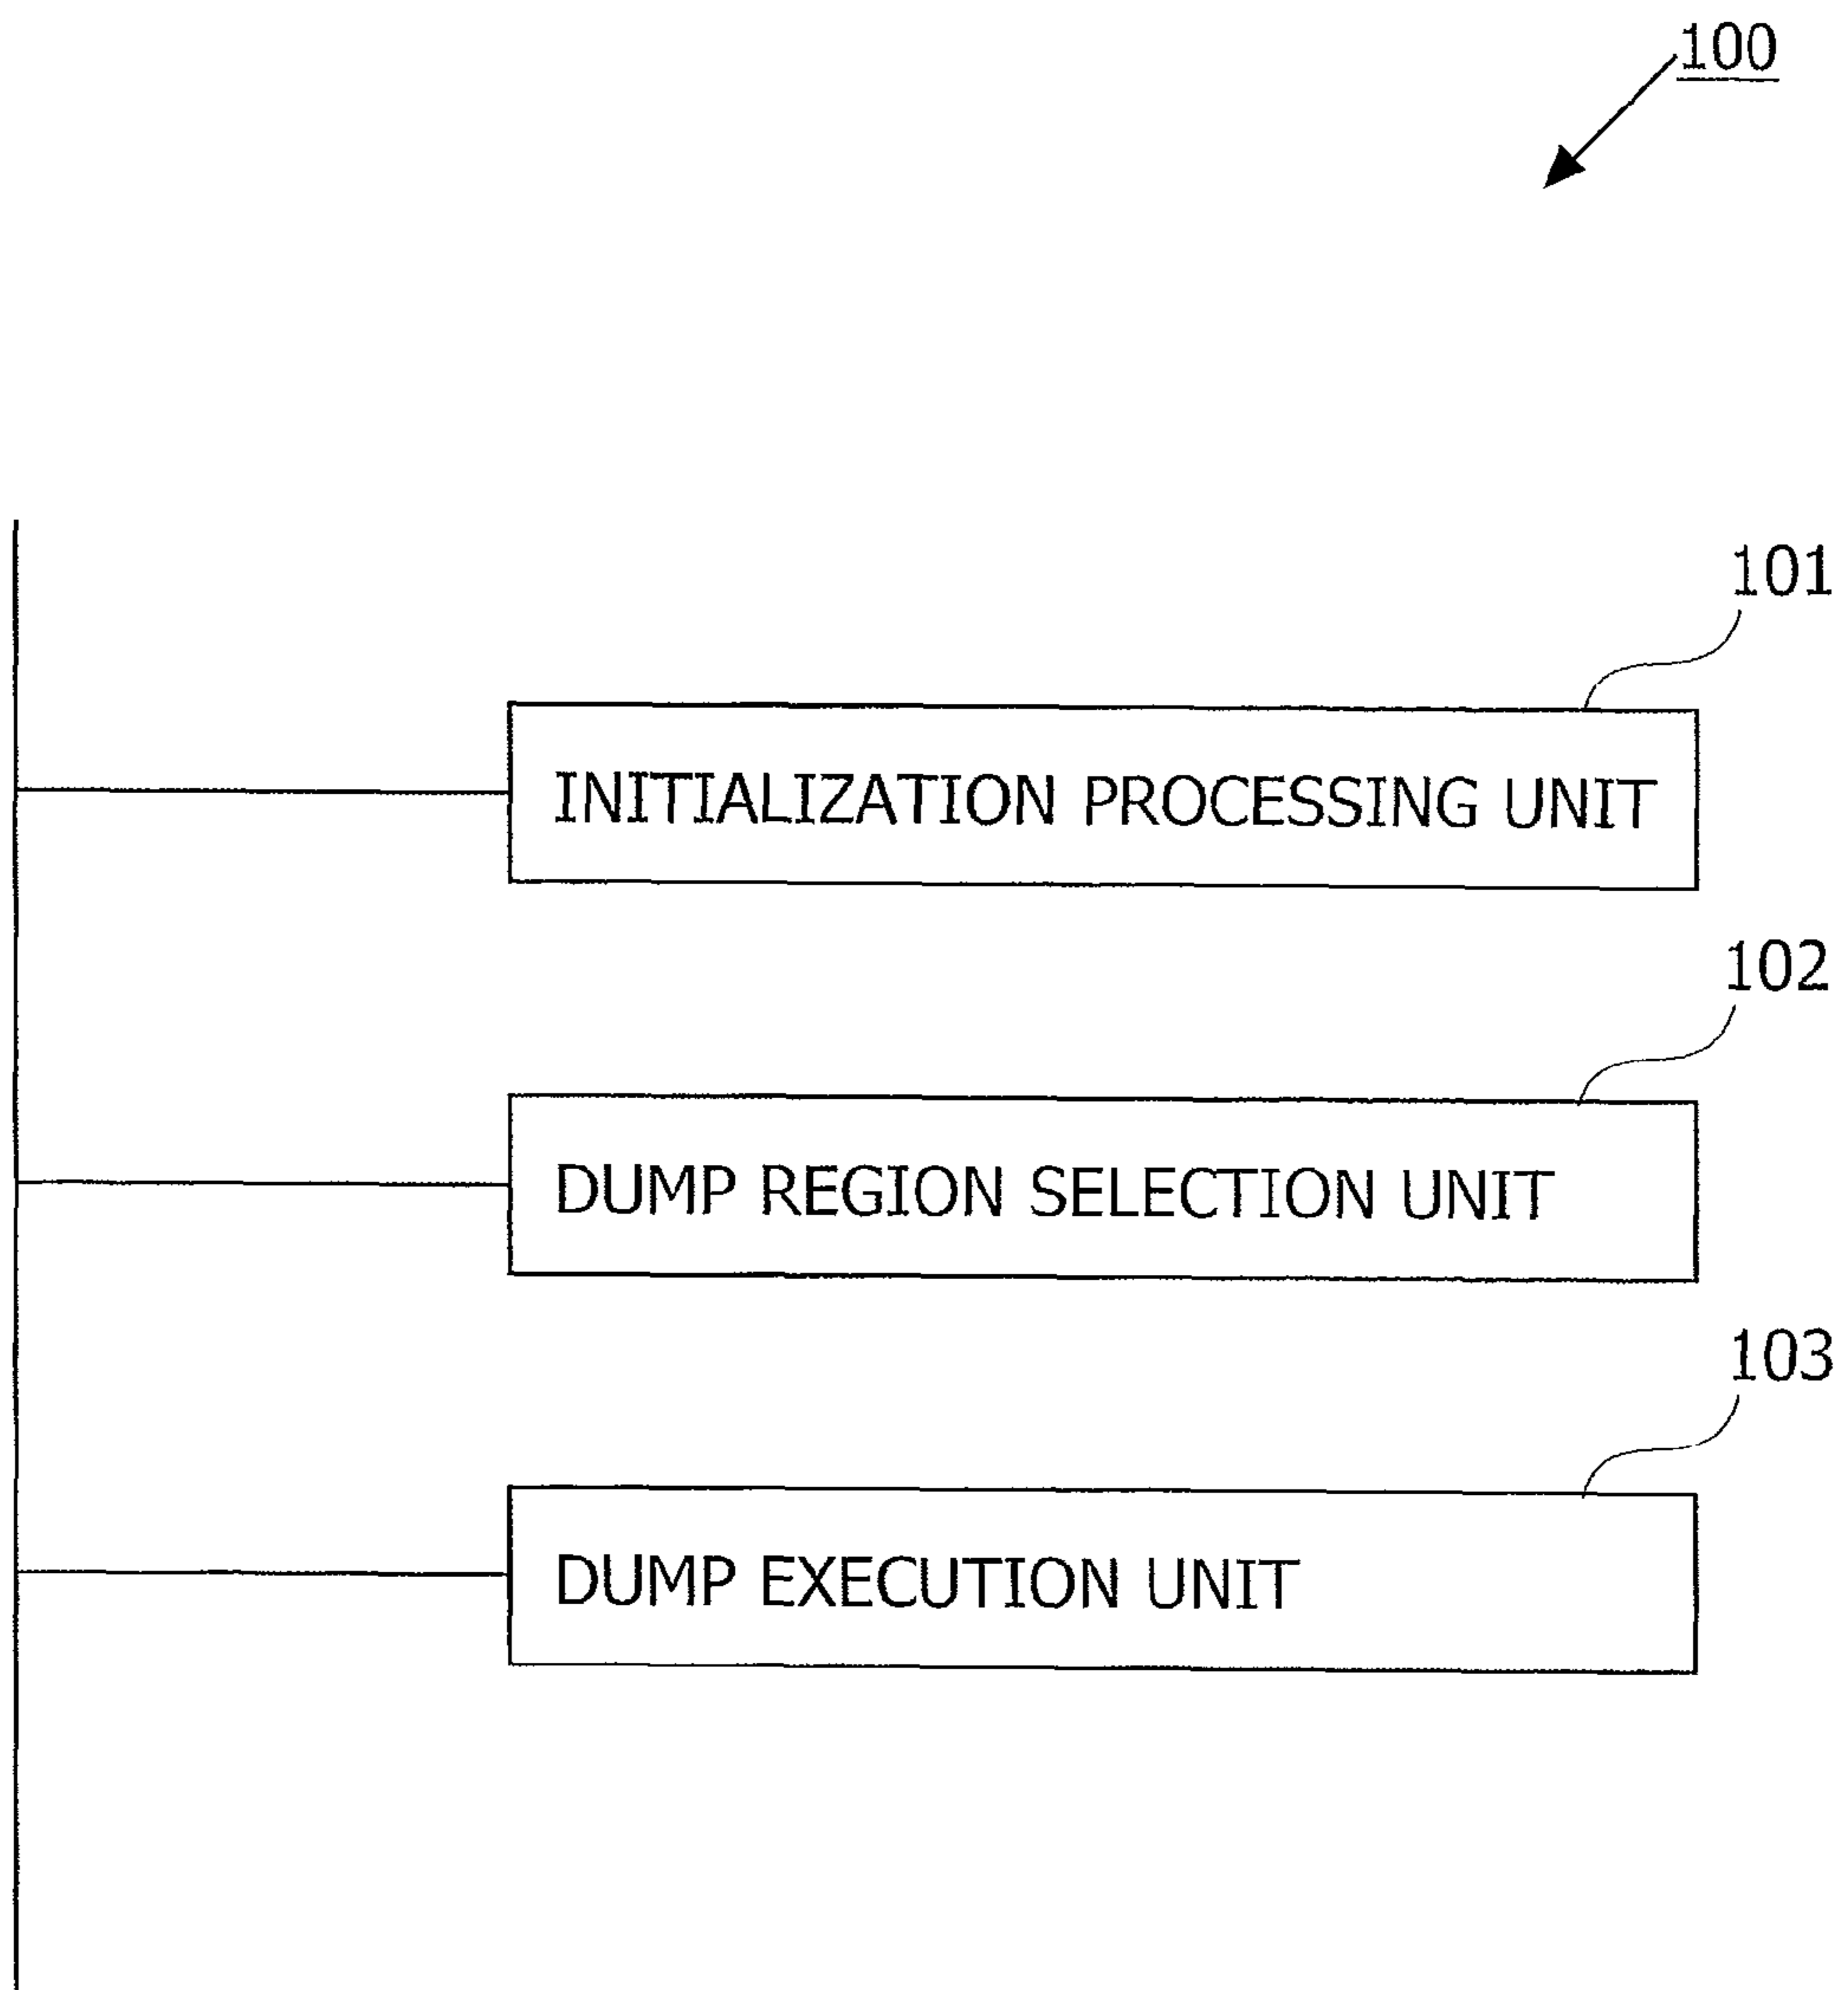 100
101
INITIALIZATION PROCESSING UNIT
102
DUMP REGION SELECTION UNIT
103
DUMP EXECUTION UNIT